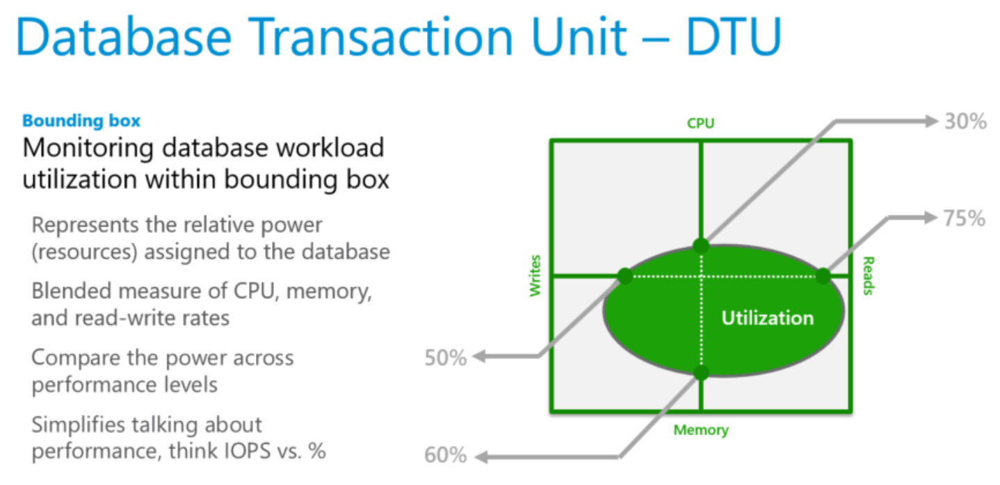 Database Transaction Unit – DTU
Bounding box
Monitoring database workload
utilization within bounding box
Represents the relative power
(resources) assigned to the database
Blended measure of CPU, memory,
and read-write rates
Compare the power across
performance levels
Simplifies talking about
performance, think IOPS vs. %
CPU
30%
75%
Writes
Reads
Utilization
50%
Memory
60%